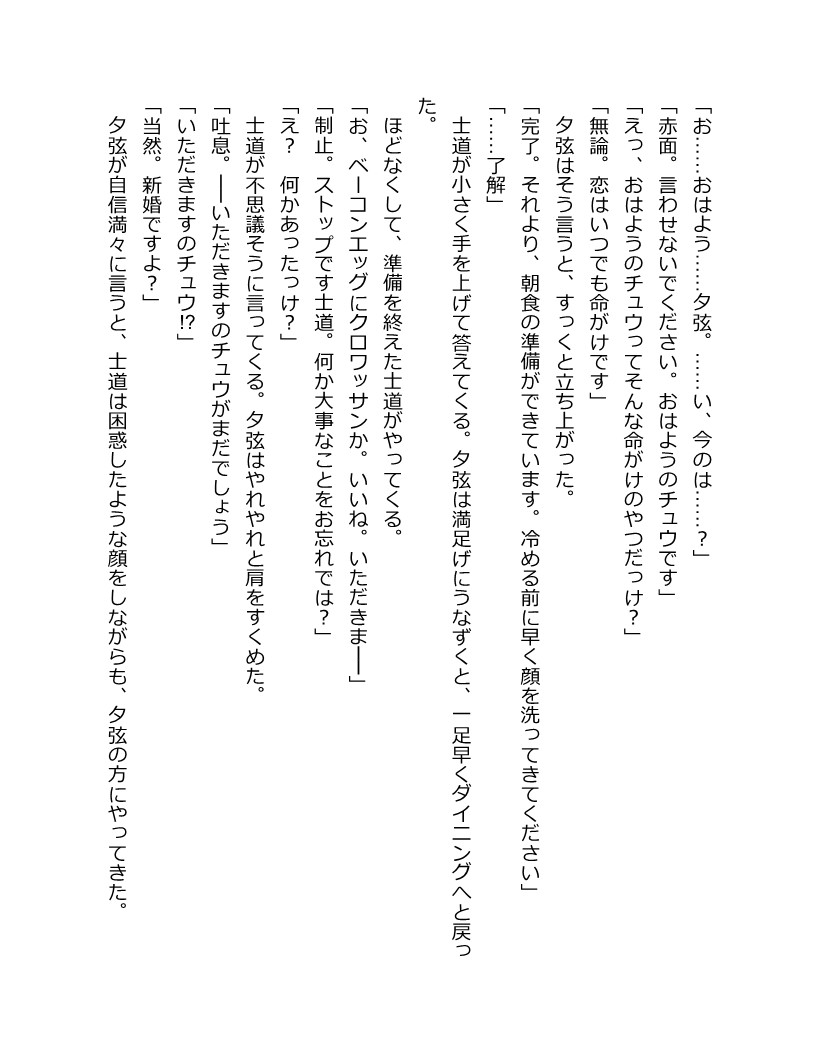 「お……おはよう……夕弦。……い、今のは……？」
「赤面。言わせないでください。おはようのチュウです」
「えっ、おはようのチュウってそんな命がけのやつだっけ？」
「無論。恋はいつでも命がけです」
　夕弦はそう言うと、すっくと立ち上がった。
「完了。それより、朝食の準備ができています。冷める前に早く顔を洗ってきてください」
「……了解」
　士道が小さく手を上げて答えてくる。夕弦は満足げにうなずくと、一足早くダイニングへと戻っ
た。
　ほどなくして、準備を終えた士道がやってくる。
「お、ベーコンエッグにクロワッサンか。いいね。いただきま――」
「制止。ストップです士道。何か大事なことをお忘れでは？」
「え？　何かあったっけ？」
　士道が不思議そうに言ってくる。夕弦はやれやれと肩をすくめた。
「吐息。――いただきますのチュウがまだでしょう」
「いただきますのチュウ!?」
「当然。新婚ですよ？」
　夕弦が自信満々に言うと、士道は困惑したような顔をしながらも、夕弦の方にやってきた。